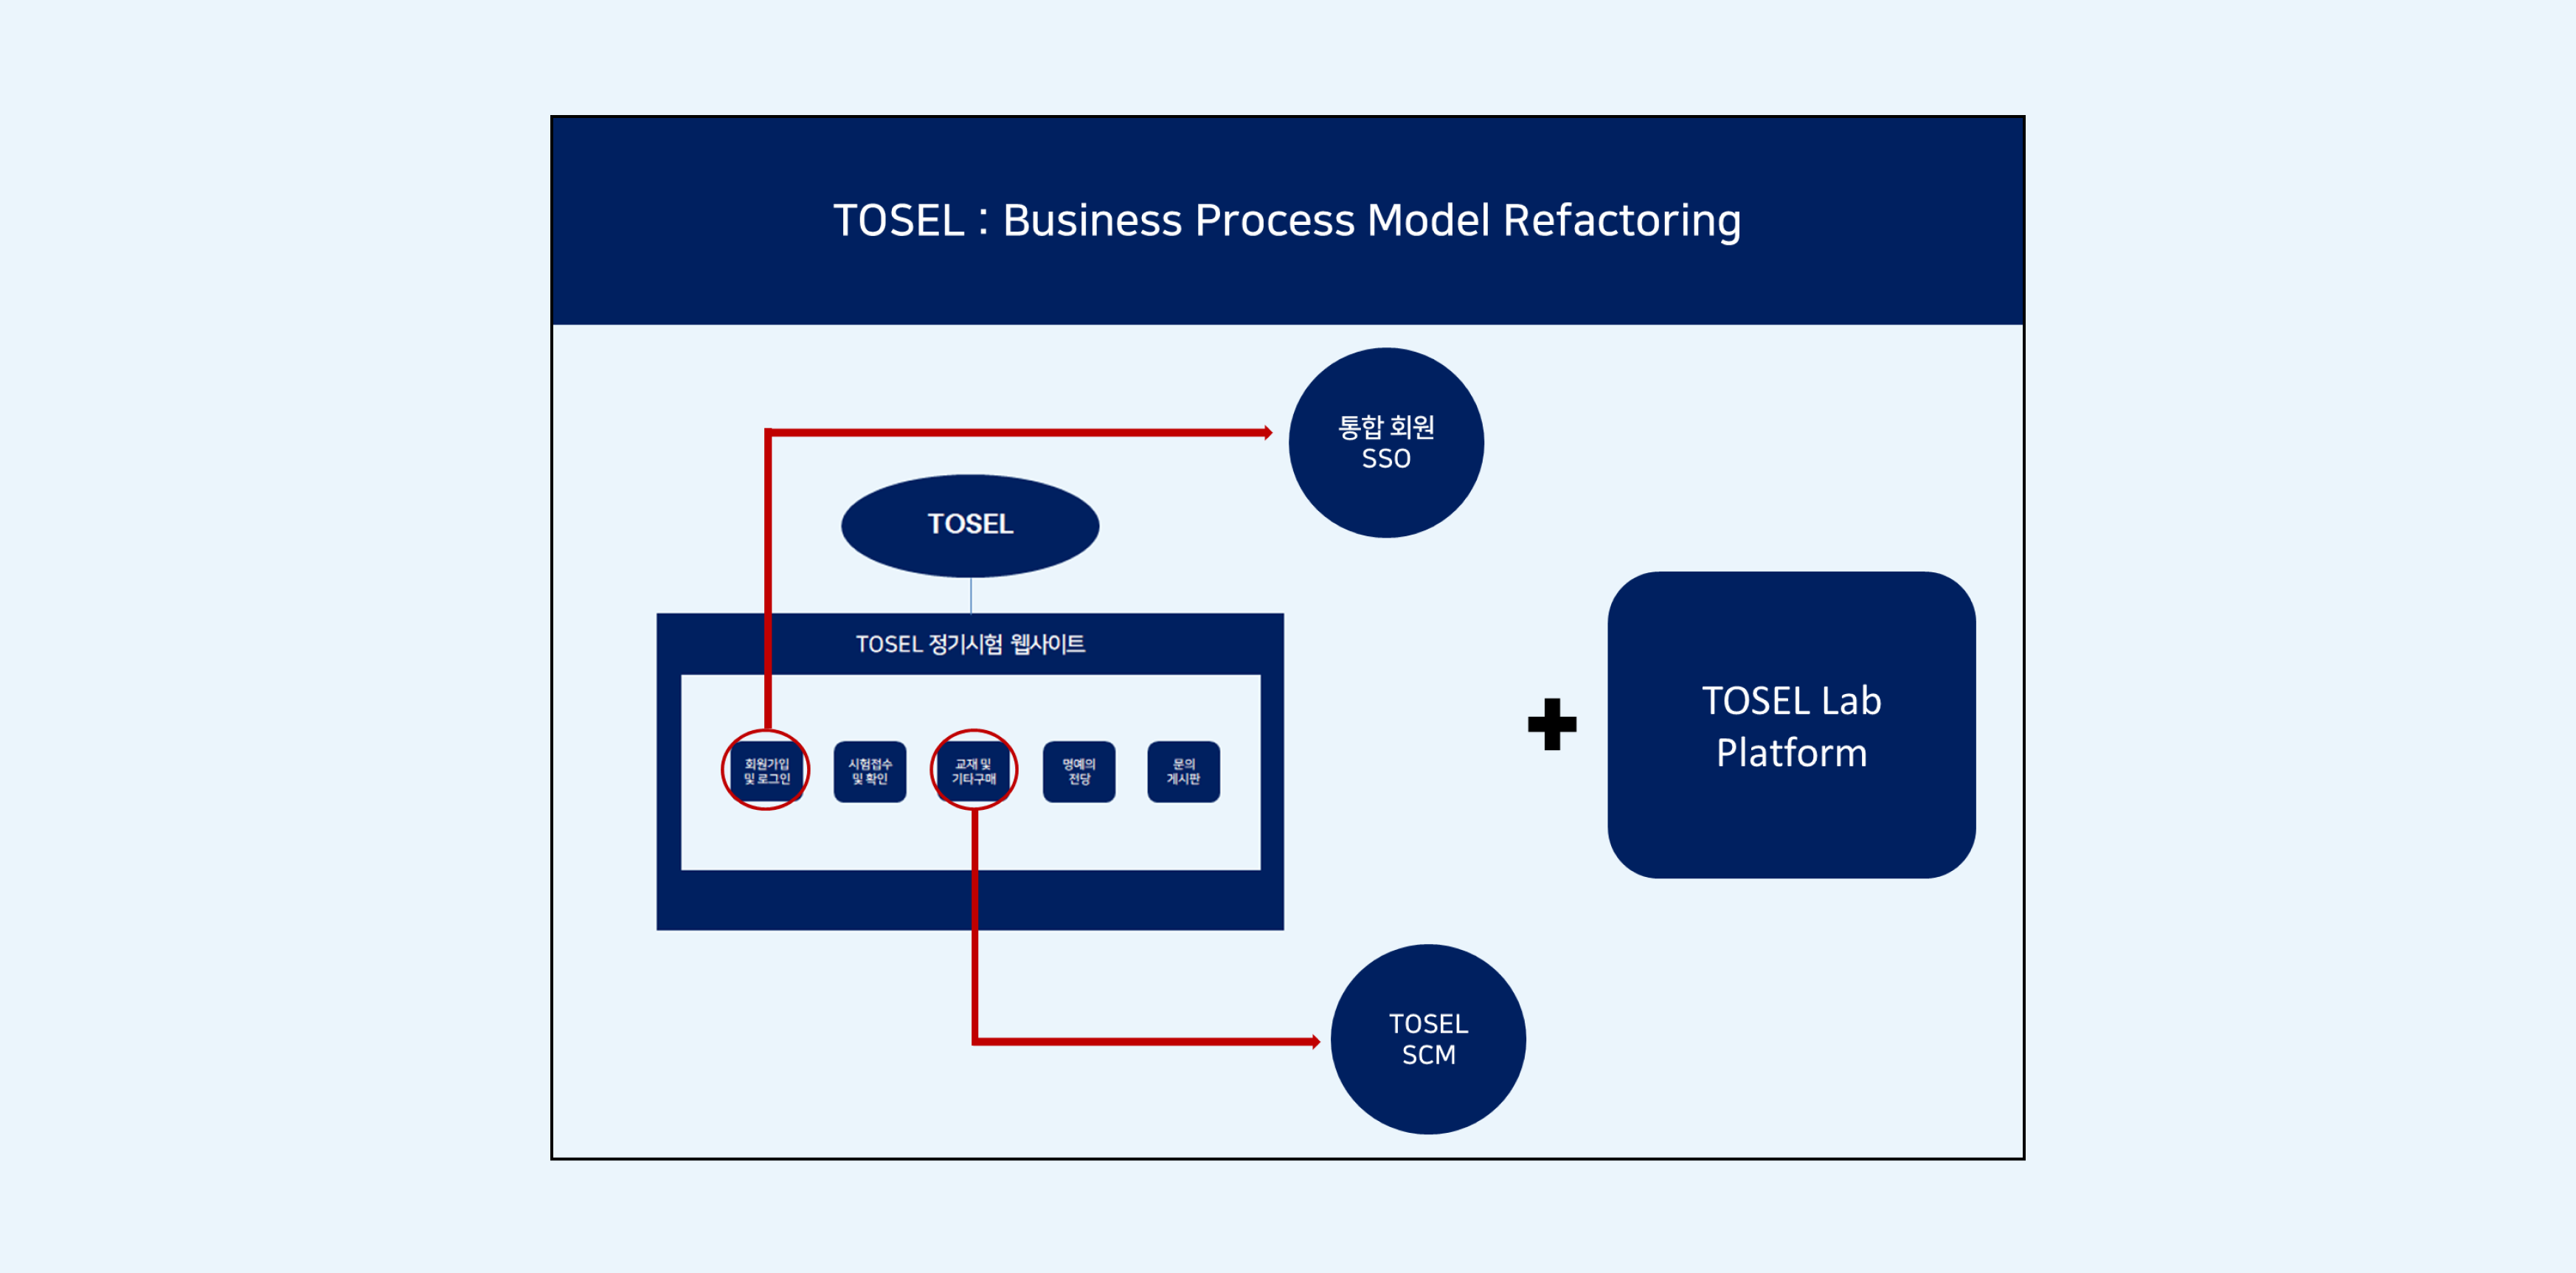 TOSEL : Business Process Model Refactoring
통합 회원
SSO
TOSEL
TOSEL 정기시험 웹사이트
회원가입
및 로그인
시험접수
및 확인
교재 및
기타구매
명예의
전당
문의
게시판
TOSEL Lab
Platform
TOSEL
SCM